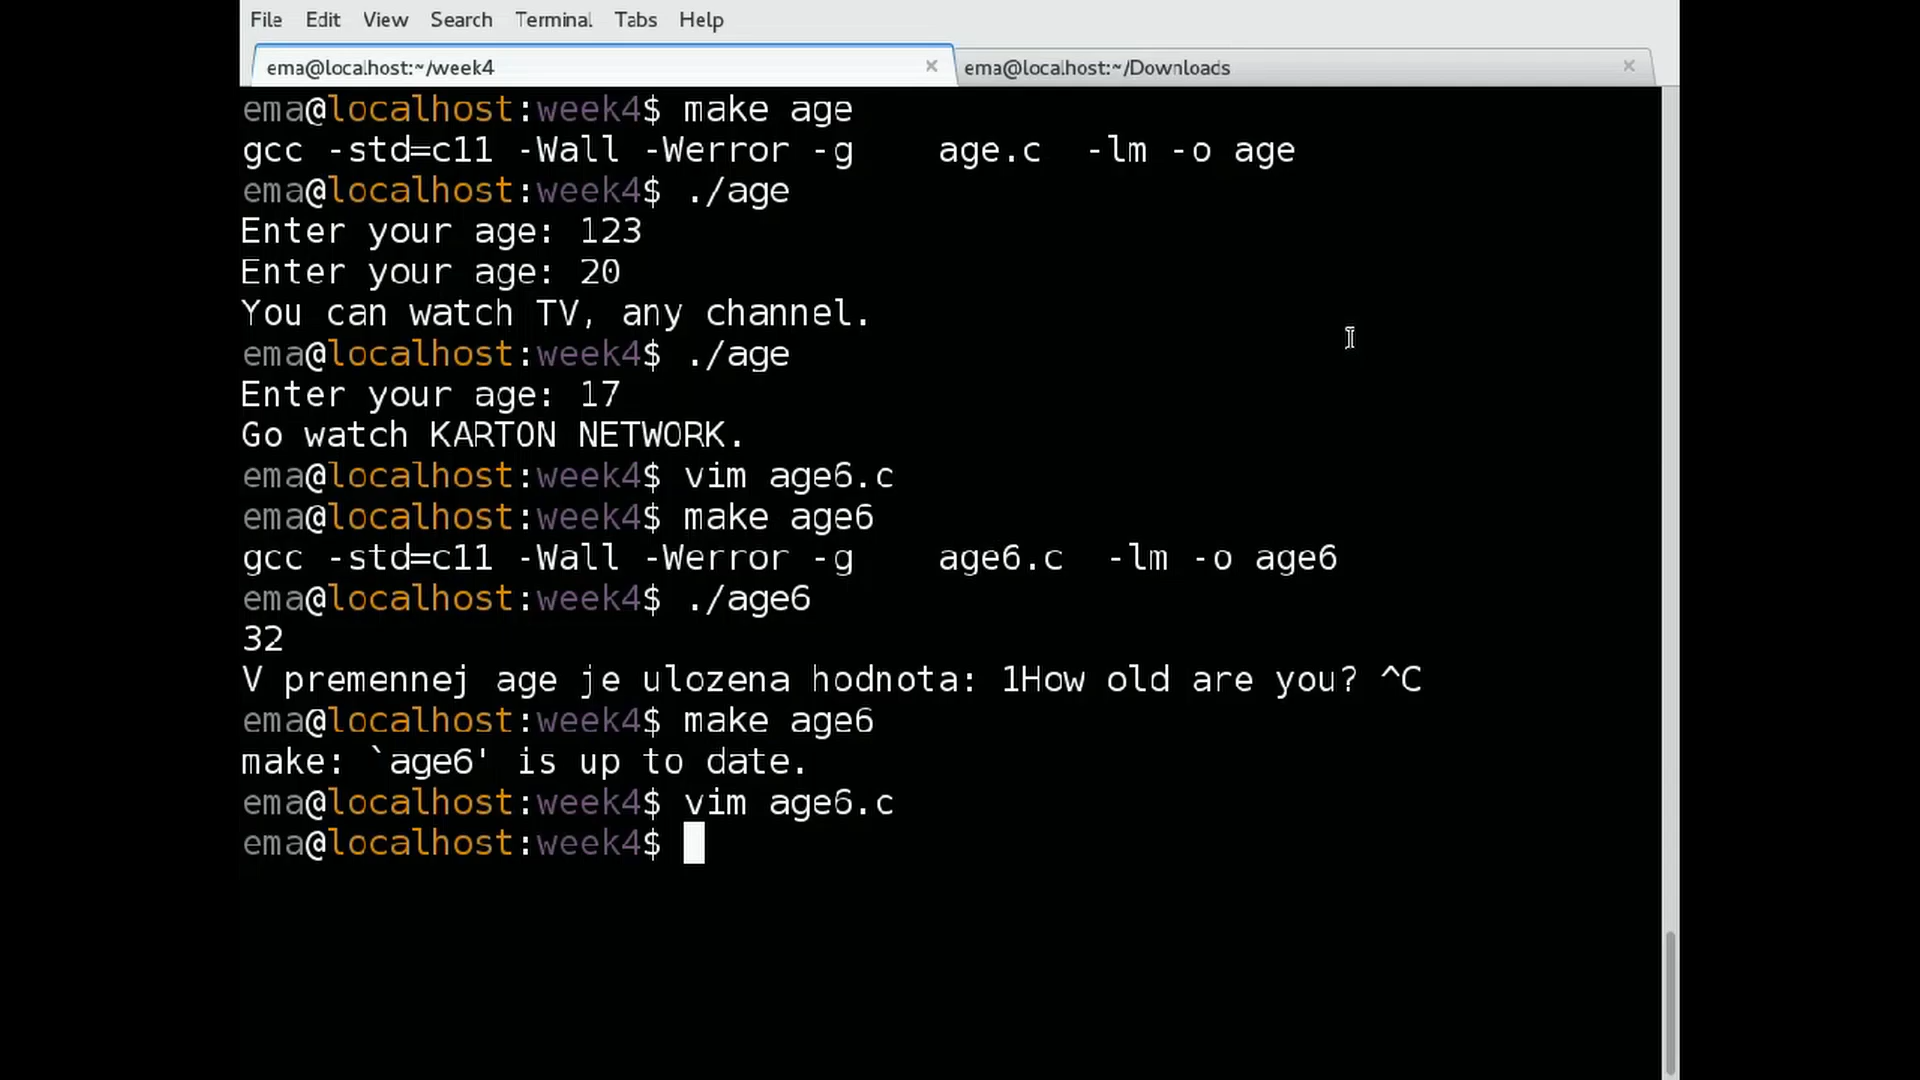 File Edit View Search Terminal Tabs Help
ema@localhost:~/week4 × ema@localhost:~/Downloads ×
ema@localhost:week4$ make age
gcc -std=c11 -Wall -Werror -g    age.c  -lm -o age
ema@localhost:week4$ ./age
Enter your age: 123
Enter your age: 20
You can watch TV, any channel.
ema@localhost:week4$ ./age
Enter your age: 17
Go watch KARTON NETWORK.
ema@localhost:week4$ vim age6.c
ema@localhost:week4$ make age6
gcc -std=c11 -Wall -Werror -g    age6.c  -lm -o age6
ema@localhost:week4$ ./age6
32
V premennej age je ulozena hodnota: 1How old are you? ^C
ema@localhost:week4$ make age6
make: `age6' is up to date.
ema@localhost:week4$ vim age6.c
ema@localhost:week4$